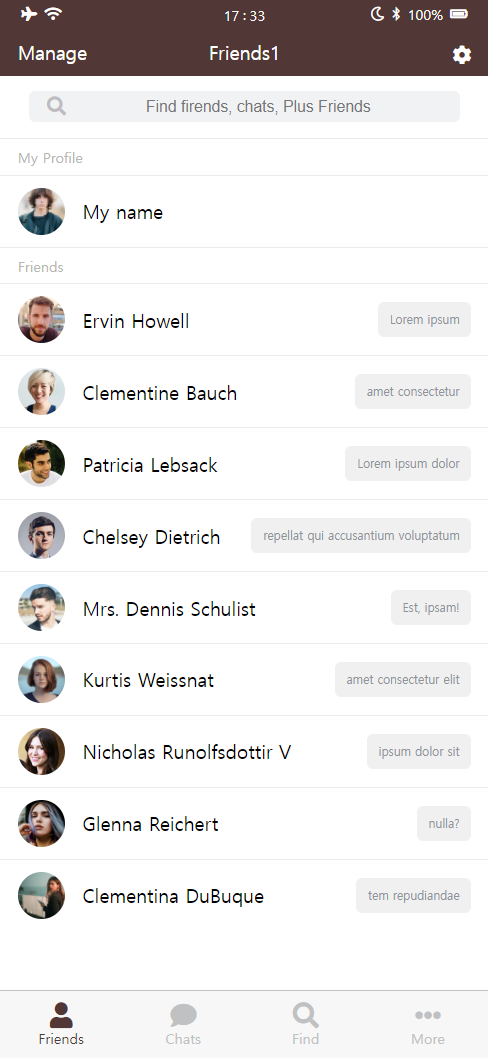 17:33
100%
Manage
Friends1
Find firends, chats, Plus Friends
My Profile
My name
Friends
Ervin Howell
Lorem ipsum
Clementine Bauch
amet consectetur
Patricia Lebsack
Lorem ipsum dolor
Chelsey Dietrich
repellat qui accusantium voluptatum
Mrs. Dennis Schulist
Est, ipsam!
Kurtis Weissnat
amet consectetur elit
Nicholas Runolfsdottir V
ipsum dolor sit
Glenna Reichert
nulla?
Clementina DuBuque
tem repudiandae
Friends
Chats
Find
More